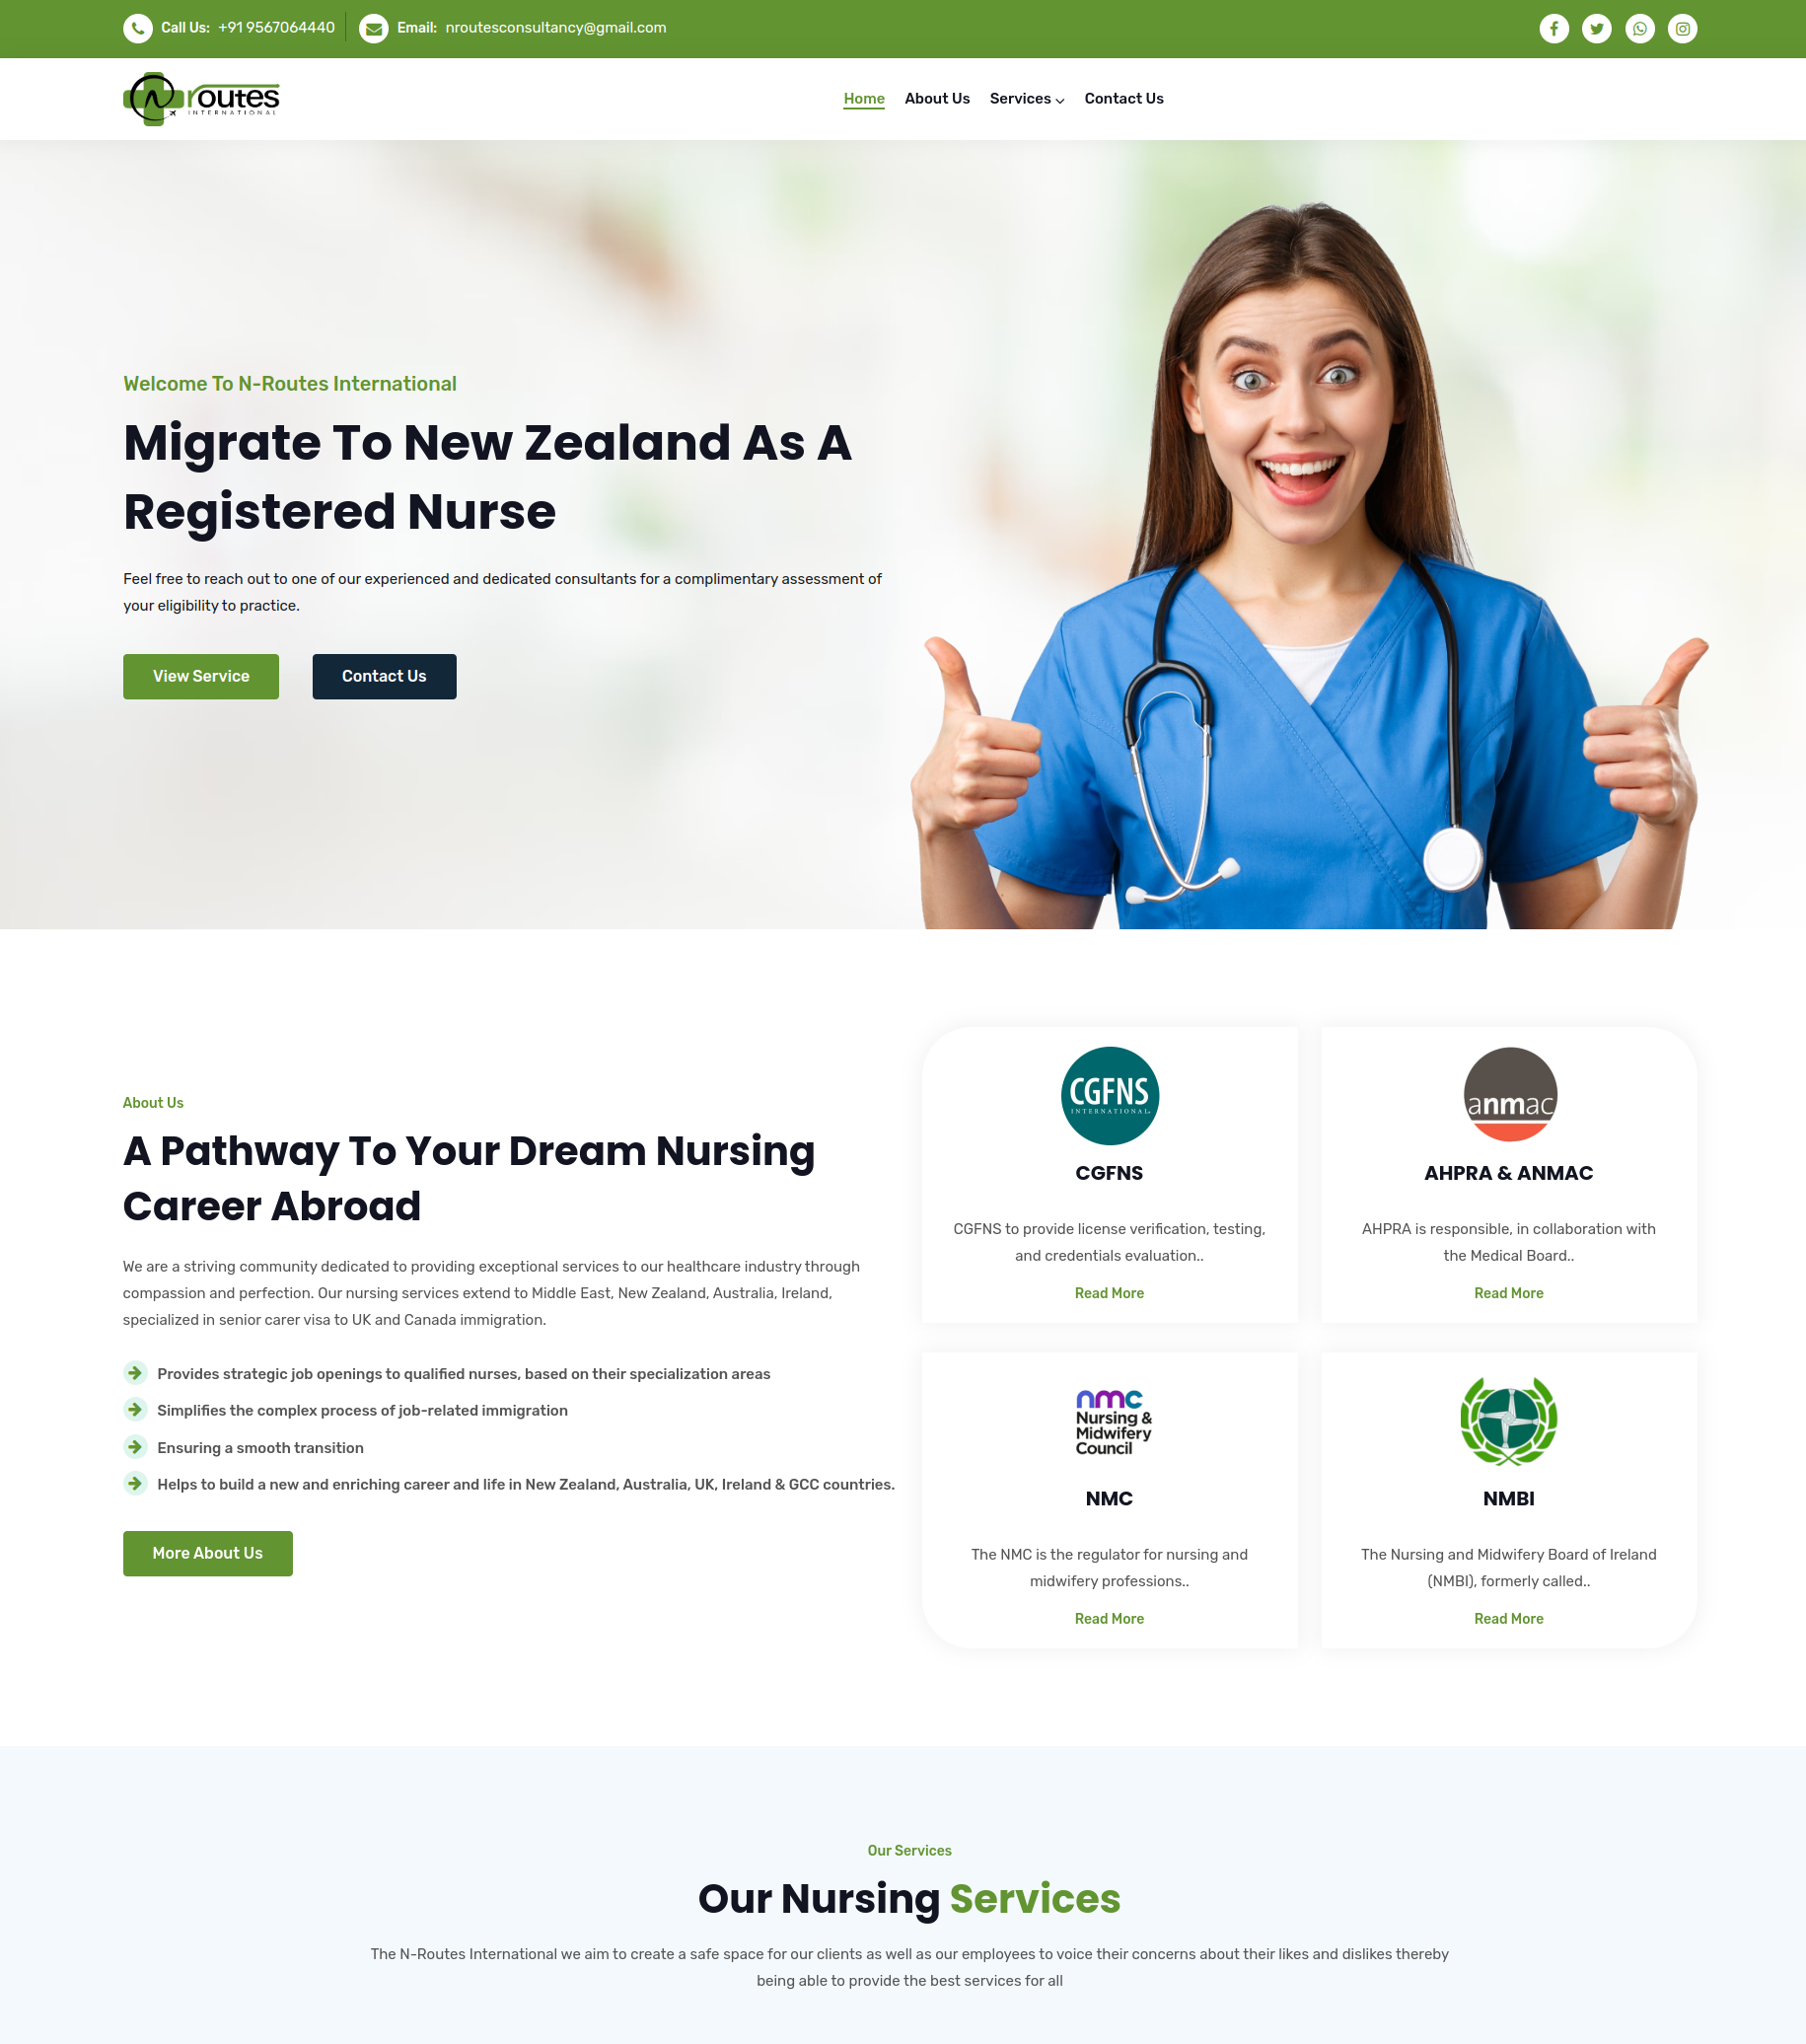 Call Us: +91 9567064440 Email: nroutesconsultancy@gmail.com
routes
INTERNATIONAL
Home About Us Services Contact Us
Welcome To N-Routes International
Migrate To New Zealand As A
Registered Nurse
Feel free to reach out to one of our experienced and dedicated consultants for a complimentary assessment of
your eligibility to practice.
View Service Contact Us
About Us
A Pathway To Your Dream Nursing
Career Abroad
We are a striving community dedicated to providing exceptional services to our healthcare industry through
compassion and perfection. Our nursing services extend to Middle East, New Zealand, Australia, Ireland,
specialized in senior carer visa to UK and Canada immigration.
Provides strategic job openings to qualified nurses, based on their specialization areas
Simplifies the complex process of job-related immigration
Ensuring a smooth transition
Helps to build a new and enriching career and life in New Zealand, Australia, UK, Ireland & GCC countries.
More About Us
CGFNS
INTERNATIONAL
CGFNS
CGFNS to provide license verification, testing,
and credentials evaluation..
Read More
anmac
AHPRA & ANMAC
AHPRA is responsible, in collaboration with
the Medical Board..
Read More
nmc
Nursing &
Midwifery
Council
NMC
The NMC is the regulator for nursing and
midwifery professions..
Read More
NMBI
The Nursing and Midwifery Board of Ireland
(NMBI), formerly called..
Read More
Our Services
Our Nursing Services
The N-Routes International we aim to create a safe space for our clients as well as our employees to voice their concerns about their likes and dislikes thereby
being able to provide the best services for all